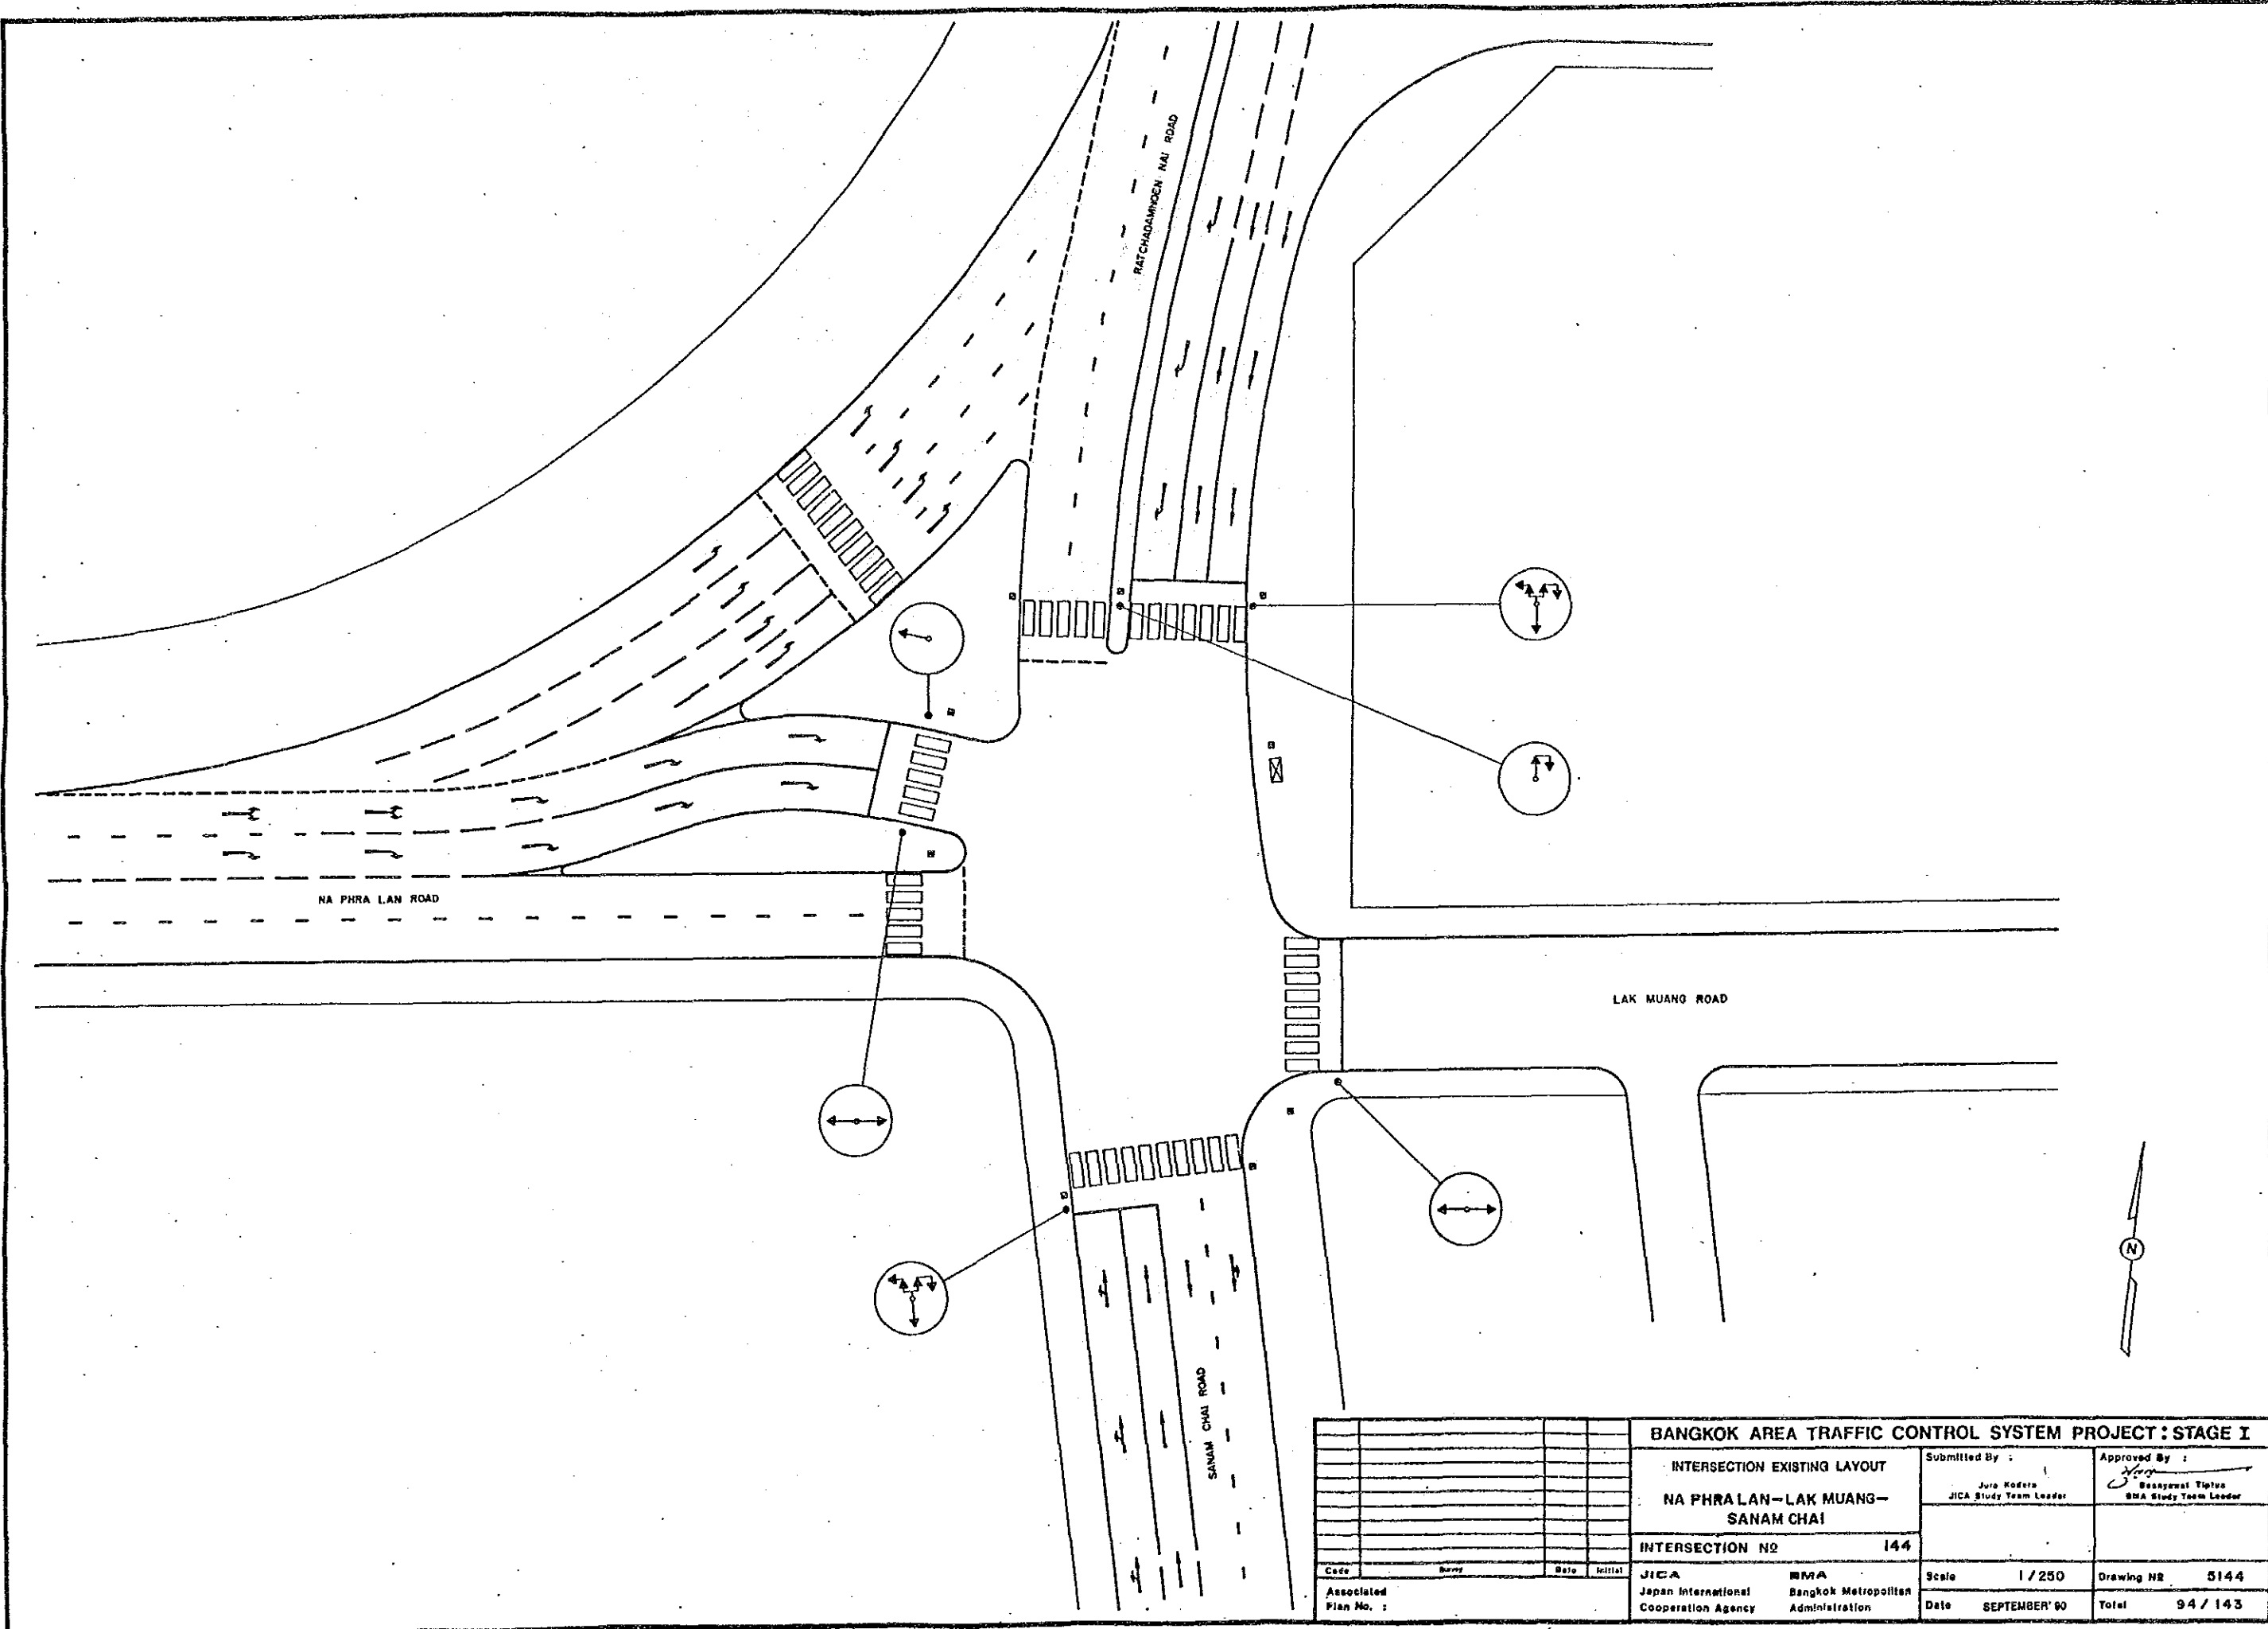 RATCHADAMNOEN NAI ROAD
NA PHRA LAN ROAD
LAK MUANG ROAD
SANAM CHAI ROAD
N
BANGKOK AREA TRAFFIC CONTROL SYSTEM PROJECT : STAGE I
INTERSECTION EXISTING LAYOUT
NA PHRA LAN-LAK MUANG-
SANAM CHAI
INTERSECTION NO 144
Submitted By :
JICA Study Team Leader
Approved By :
BMA Study Team Leader
Code Date Initial
Associated
Plan No. :
JICA
Japan International
Cooperation Agency
BMA
Bangkok Metropolitan
Administration
Scale 1/250
Drawing NO 5144
Date SEPTEMBER' 90
Total 94 / 143